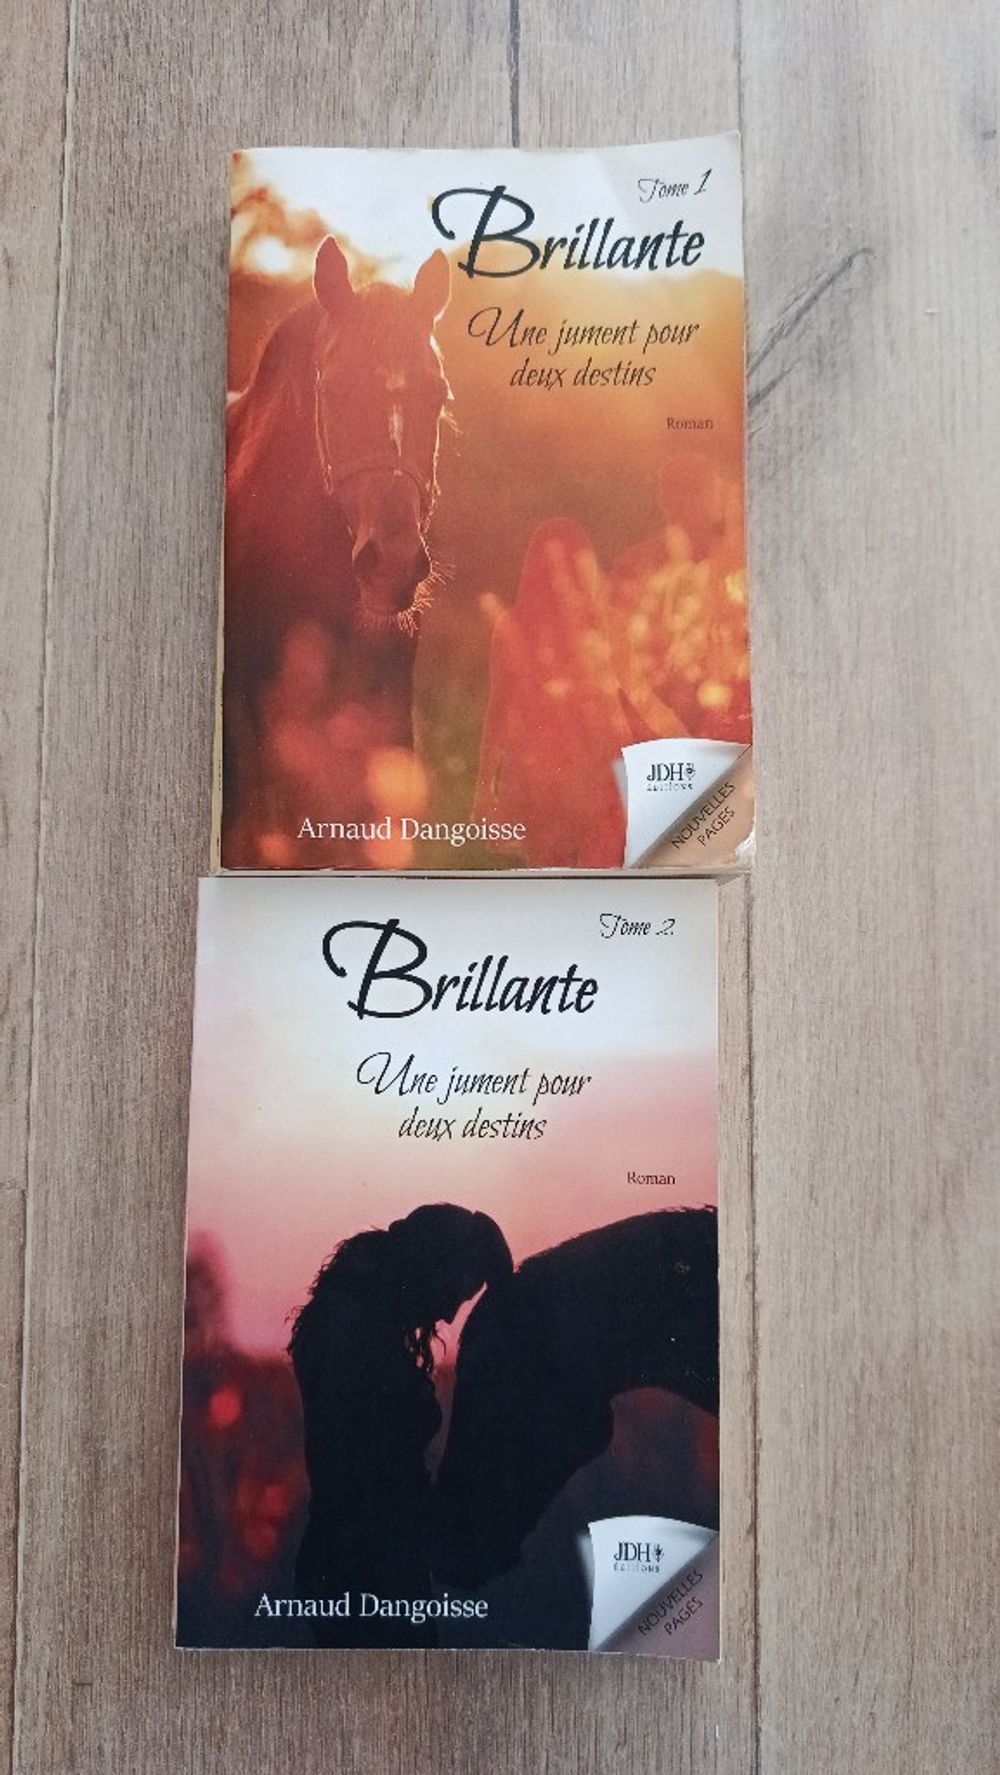 Tome 1
Brillante
Une jument pour
deux destins
Roman
JDH
ÉDITIONS
NOUVELLES
PAGES
Arnaud Dangoisse
Tome 2
Brillante
Une jument pour
deux destins
Roman
JDH
ÉDITIONS
NOUVELLES
PAGES
Arnaud Dangoisse